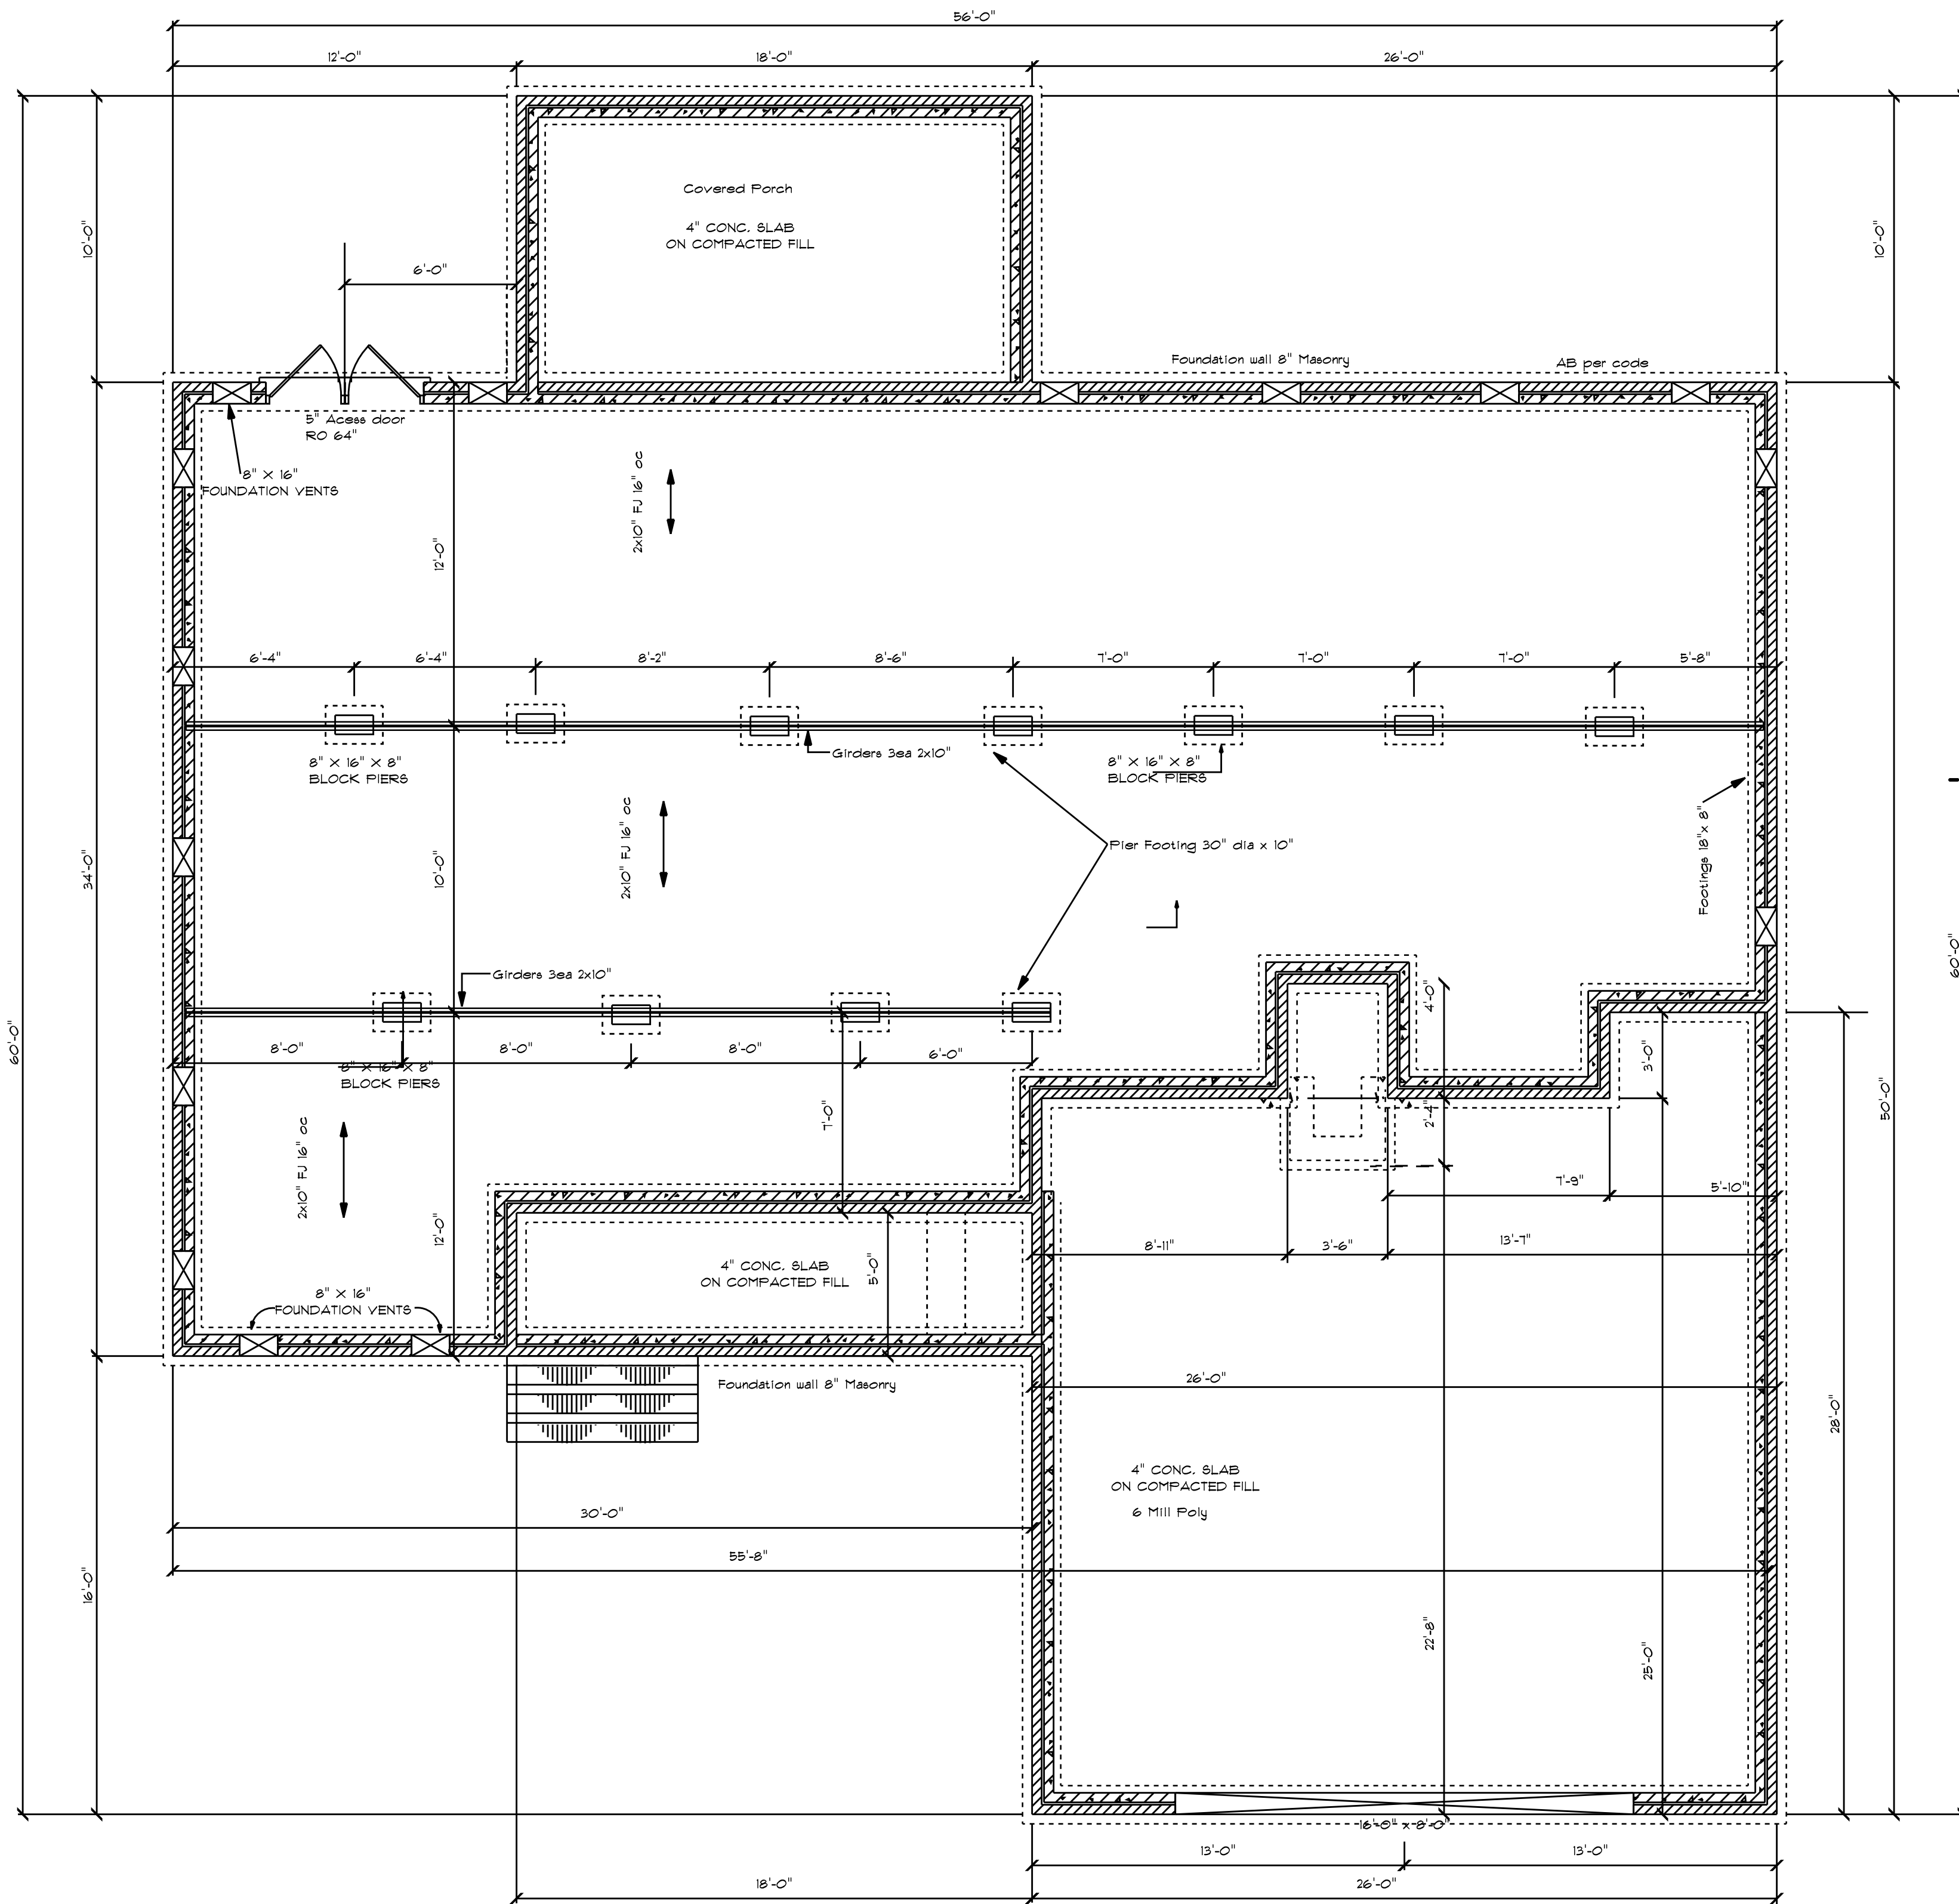 56'-0"
12'-0"
18'-0"
26'-0"
10'-0"
10'-0"
Covered Porch
4" CONC. SLAB
ON COMPACTED FILL
6'-0"
Foundation wall 8" Masonry
AB per code
5" Acess door
RO 64"
8" X 16"
FOUNDATION VENTS
2x10" FJ 16" oc
12'-0"
6'-4"
6'-4"
8'-2"
8'-6"
7'-0"
7'-0"
7'-0"
5'-8"
Girders 3ea 2x10"
8" X 16" X 8"
BLOCK PIERS
8" X 16" X 8"
BLOCK PIERS
2x10" FJ 16" oc
10'-0"
34'-0"
Pier Footing 30" dia x 10"
Footings 18"x 8"
60'-0"
60'-0"
Girders 3ea 2x10"
4'-0"
8'-0"
8'-0"
8'-0"
6'-0"
3'-0"
8" X 16" X 8"
BLOCK PIERS
50'-0"
7'-0"
2'-4"
2x10" FJ 16" oc
7'-9"
5'-10"
12'-0"
8'-11"
3'-6"
13'-7"
4" CONC. SLAB
ON COMPACTED FILL
5'-0"
8" X 16"
FOUNDATION VENTS
Foundation wall 8" Masonry
26'-0"
28'-0"
4" CONC. SLAB
ON COMPACTED FILL
6 Mill Poly
30'-0"
55'-8"
16'-0"
22'-8"
25'-0"
16'-0" x 8'-0"
13'-0"
13'-0"
18'-0"
26'-0"